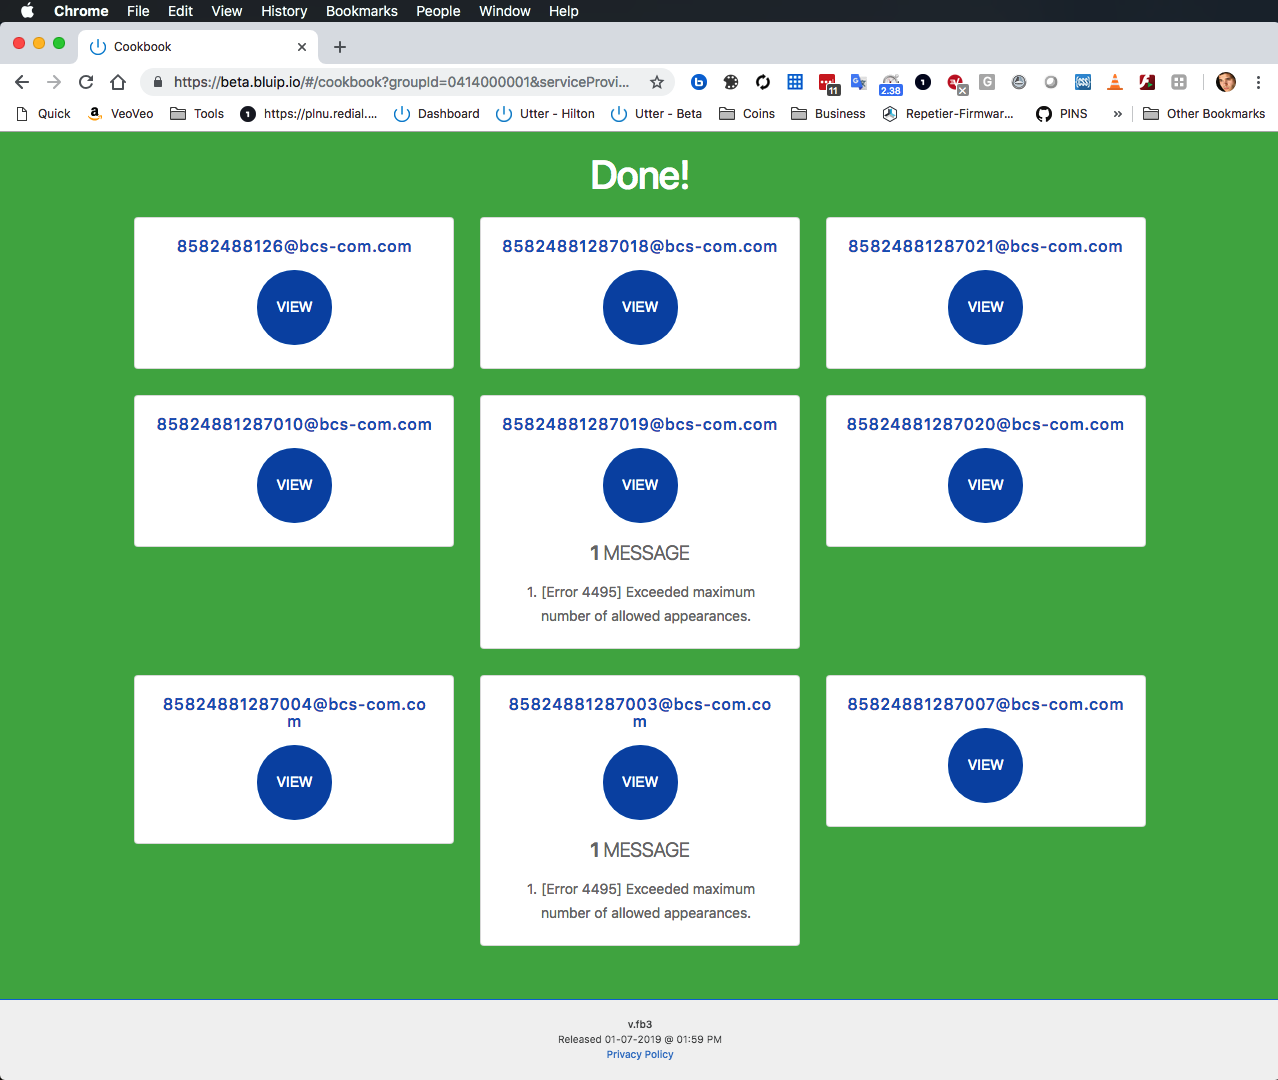 Chrome File Edit View History Bookmarks People Window Help
Cookbook
https://beta.bluip.io/#/cookbook?groupId=0414000001&serviceProvi...
11
2.38
Quick VeoVeo Tools https://plnu.redial.... Dashboard Utter - Hilton Utter - Beta Coins Business Repetier-Firmwar... PINS » Other Bookmarks
Done!
8582488126@bcs-com.com
VIEW
85824881287018@bcs-com.com
VIEW
85824881287021@bcs-com.com
VIEW
85824881287010@bcs-com.com
VIEW
85824881287019@bcs-com.com
VIEW
1 MESSAGE
1. [Error 4495] Exceeded maximum
number of allowed appearances.
85824881287020@bcs-com.com
VIEW
85824881287004@bcs-com.co
m
VIEW
85824881287003@bcs-com.co
m
VIEW
1 MESSAGE
1. [Error 4495] Exceeded maximum
number of allowed appearances.
85824881287007@bcs-com.com
VIEW
v.fb3
Released 01-07-2019 @ 01:59 PM
Privacy Policy